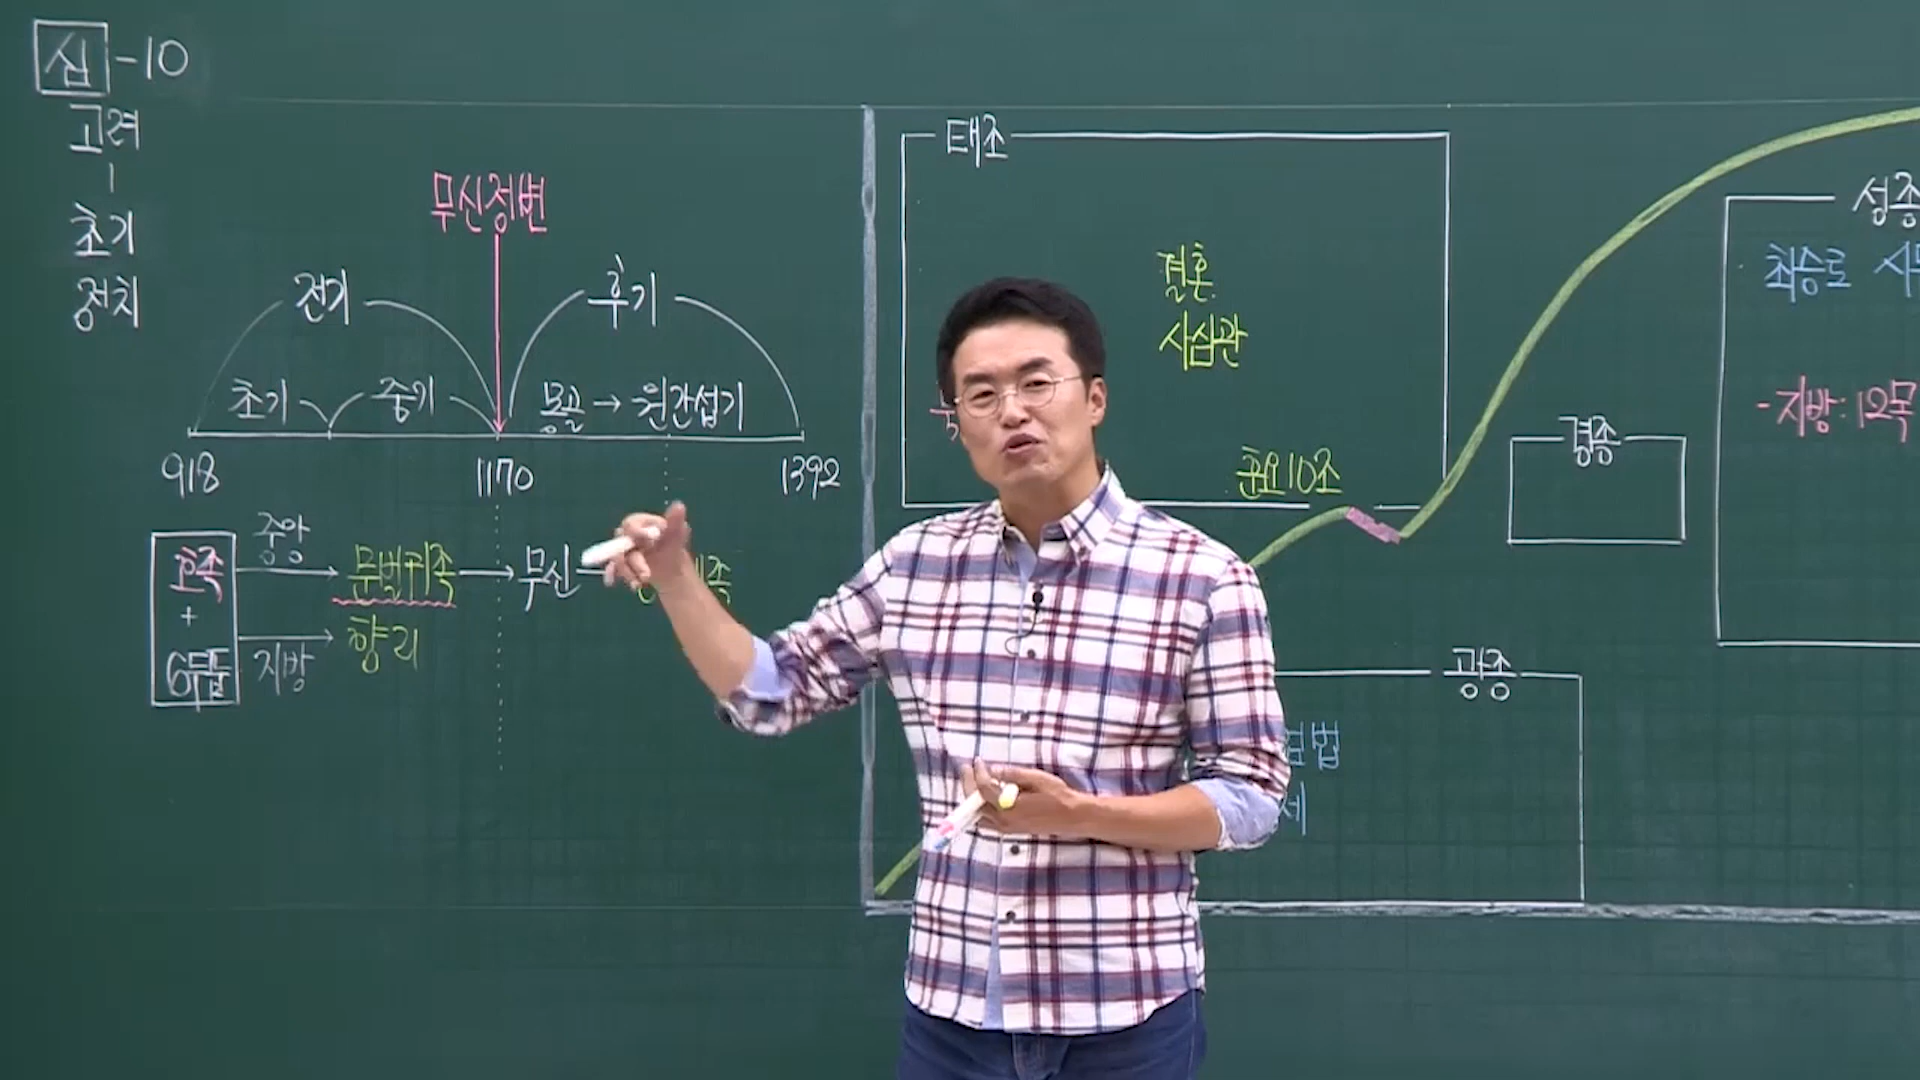 심 -10
고려
초기
정치
무신정변
전기
후기
초기
중기
몽골 → 원간섭기
918
1170
1392
호족
+
6두품
중앙
지방
문벌귀족 → 무신
향리
태조
결혼
사심관
훈요10조
광종
경종
성종
최승로
- 지방: 12목